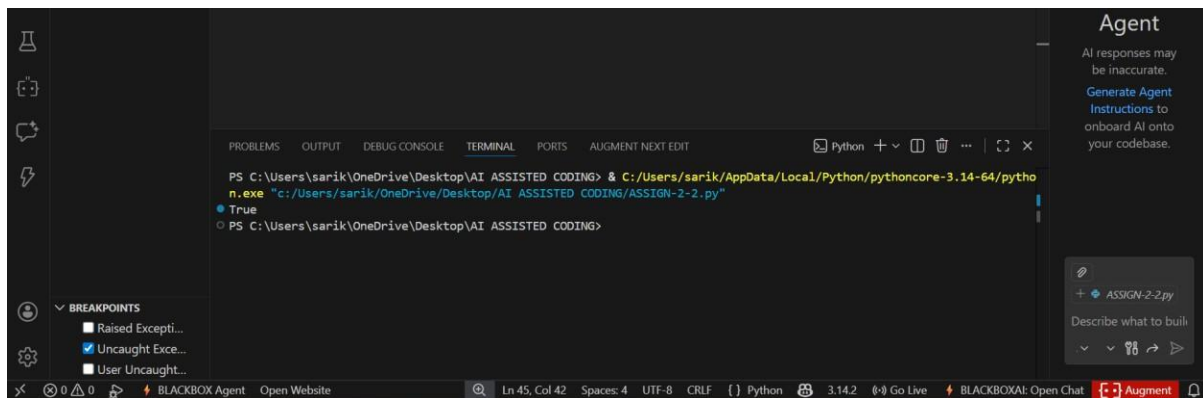 Agent
AI responses may
be inaccurate.
Generate Agent
Instructions to
onboard AI onto
your codebase.
PROBLEMS OUTPUT DEBUG CONSOLE TERMINAL PORTS AUGMENT NEXT EDIT Python
PS C:\Users\sarik\OneDrive\Desktop\AI ASSISTED CODING> & C:/Users/sarik/AppData/Local/Python/pythoncore-3.14-64/pytho
n.exe "c:/Users/sarik/OneDrive/Desktop/AI ASSISTED CODING/ASSIGN-2-2.py"
True
PS C:\Users\sarik\OneDrive\Desktop\AI ASSISTED CODING>
ASSIGN-2-2.py
Describe what to buil
BREAKPOINTS
Raised Excepti...
Uncaught Exce...
User Uncaught...
0 0 BLACKBOX Agent Open Website Ln 45, Col 42 Spaces: 4 UTF-8 CRLF {} Python 3.14.2 Go Live BLACKBOXAI: Open Chat Augment